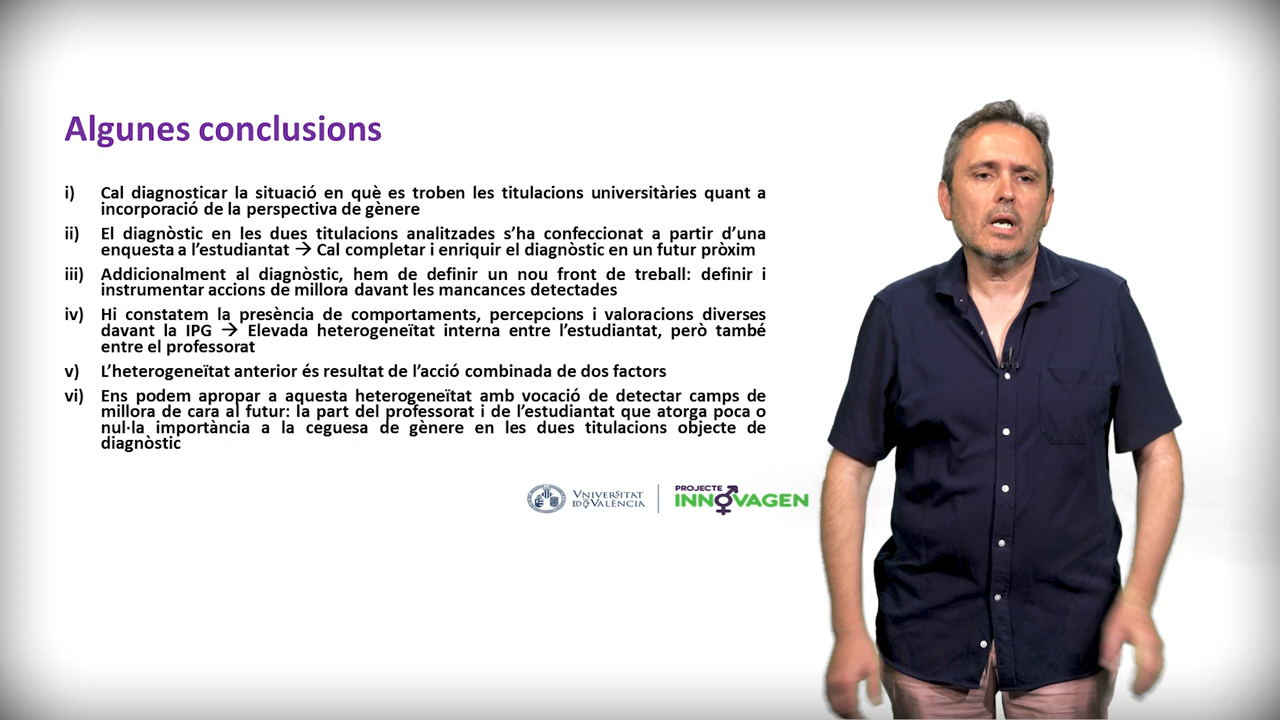 Algunes conclusions
i) Cal diagnosticar la situació en què es troben les titulacions universitàries quant a
incorporació de la perspectiva de gènere
ii) El diagnòstic en les dues titulacions analitzades s’ha confeccionat a partir d’una
enquesta a l’estudiantat → Cal completar i enriquir el diagnòstic en un futur pròxim
iii) Addicionalment al diagnòstic, hem de definir un nou front de treball: definir i
instrumentar accions de millora davant les mancances detectades
iv) Hi constatem la presència de comportaments, percepcions i valoracions diverses
davant la IPG → Elevada heterogeneïtat interna entre l’estudiantat, però també
entre el professorat
v) L’heterogeneïtat anterior és resultat de l’acció combinada de dos factors
vi) Ens podem apropar a aquesta heterogeneïtat amb vocació de detectar camps de
millora de cara al futur: la part del professorat i de l’estudiantat que atorga poca o
nul·la importància a la ceguesa de gènere en les dues titulacions objecte de
diagnòstic
VNIVERSITAT
DE VALÈNCIA
PROJECTE
INNOVAGEN